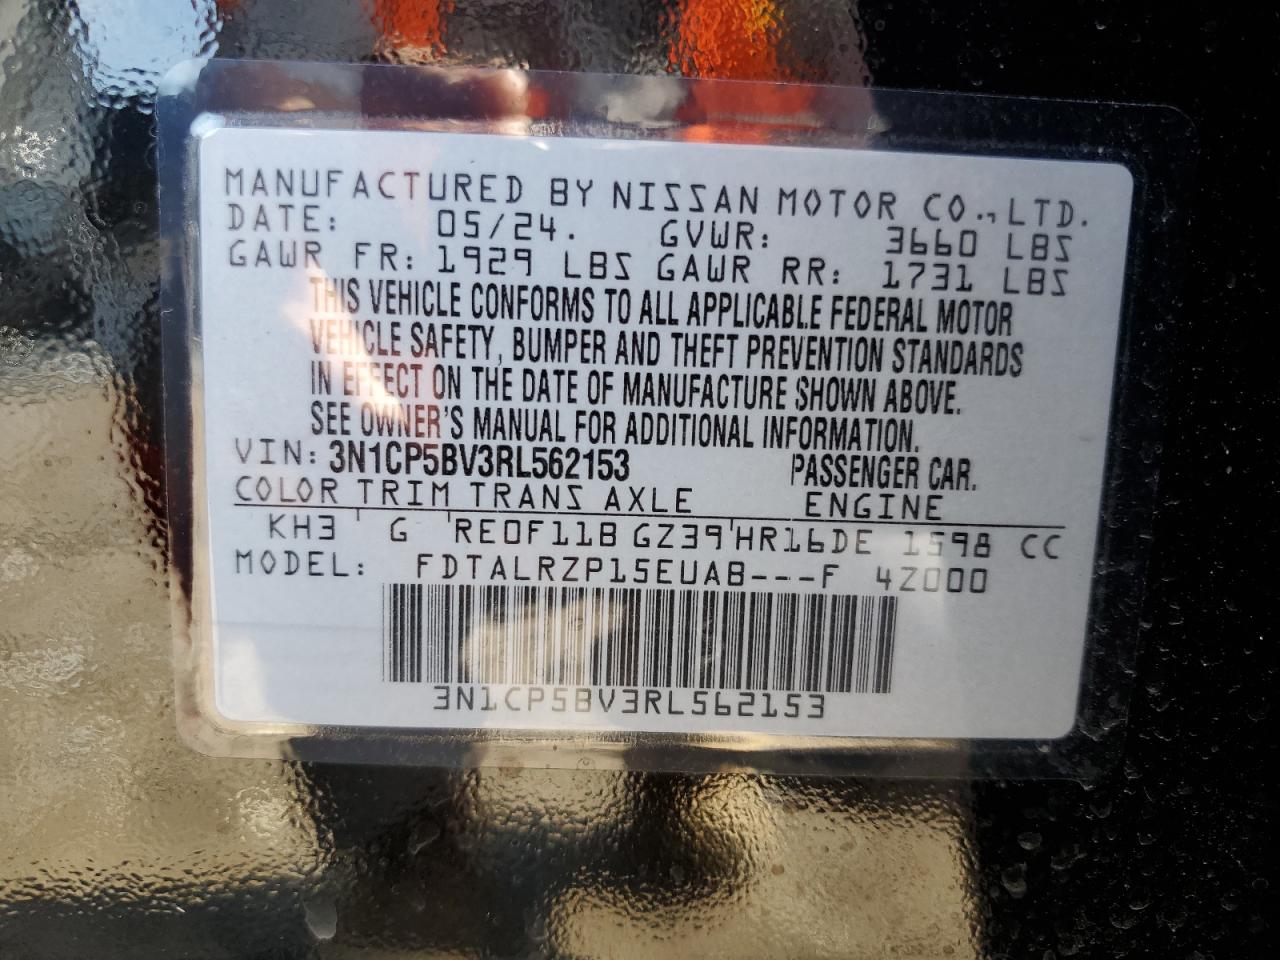 MANUFACTURED BY NISSAN MOTOR CO., LTD.
DATE: 05/24. GVWR: 3660 LBS
GAWR FR: 1929 LBS GAWR RR: 1731 LBS
THIS VEHICLE CONFORMS TO ALL APPLICABLE FEDERAL MOTOR
VEHICLE SAFETY, BUMPER AND THEFT PREVENTION STANDARDS
IN EFFECT ON THE DATE OF MANUFACTURE SHOWN ABOVE.
SEE OWNER'S MANUAL FOR ADDITIONAL INFORMATION.
VIN: 3N1CP5BV3RL562153 PASSENGER CAR.
COLOR TRIM TRANS AXLE ENGINE
KH3 ' G 'RE0F11B GZ39'HR16DE 1598 CC
MODEL: FDTALRZP15EUAB---F 4Z000
3N1CP5BV3RL562153